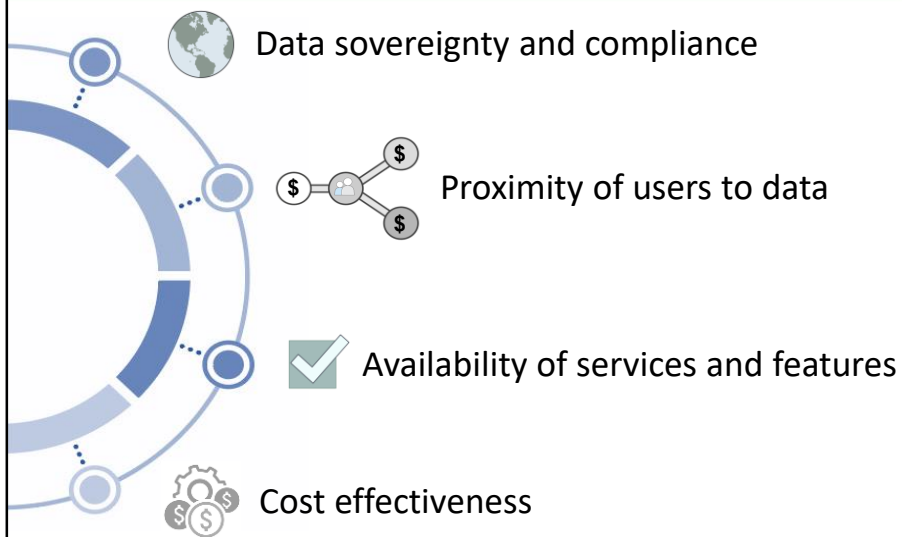 Data sovereignty and compliance
$
$
Proximity of users to data
$
Availability of services and features
Cost effectiveness
$
$
$